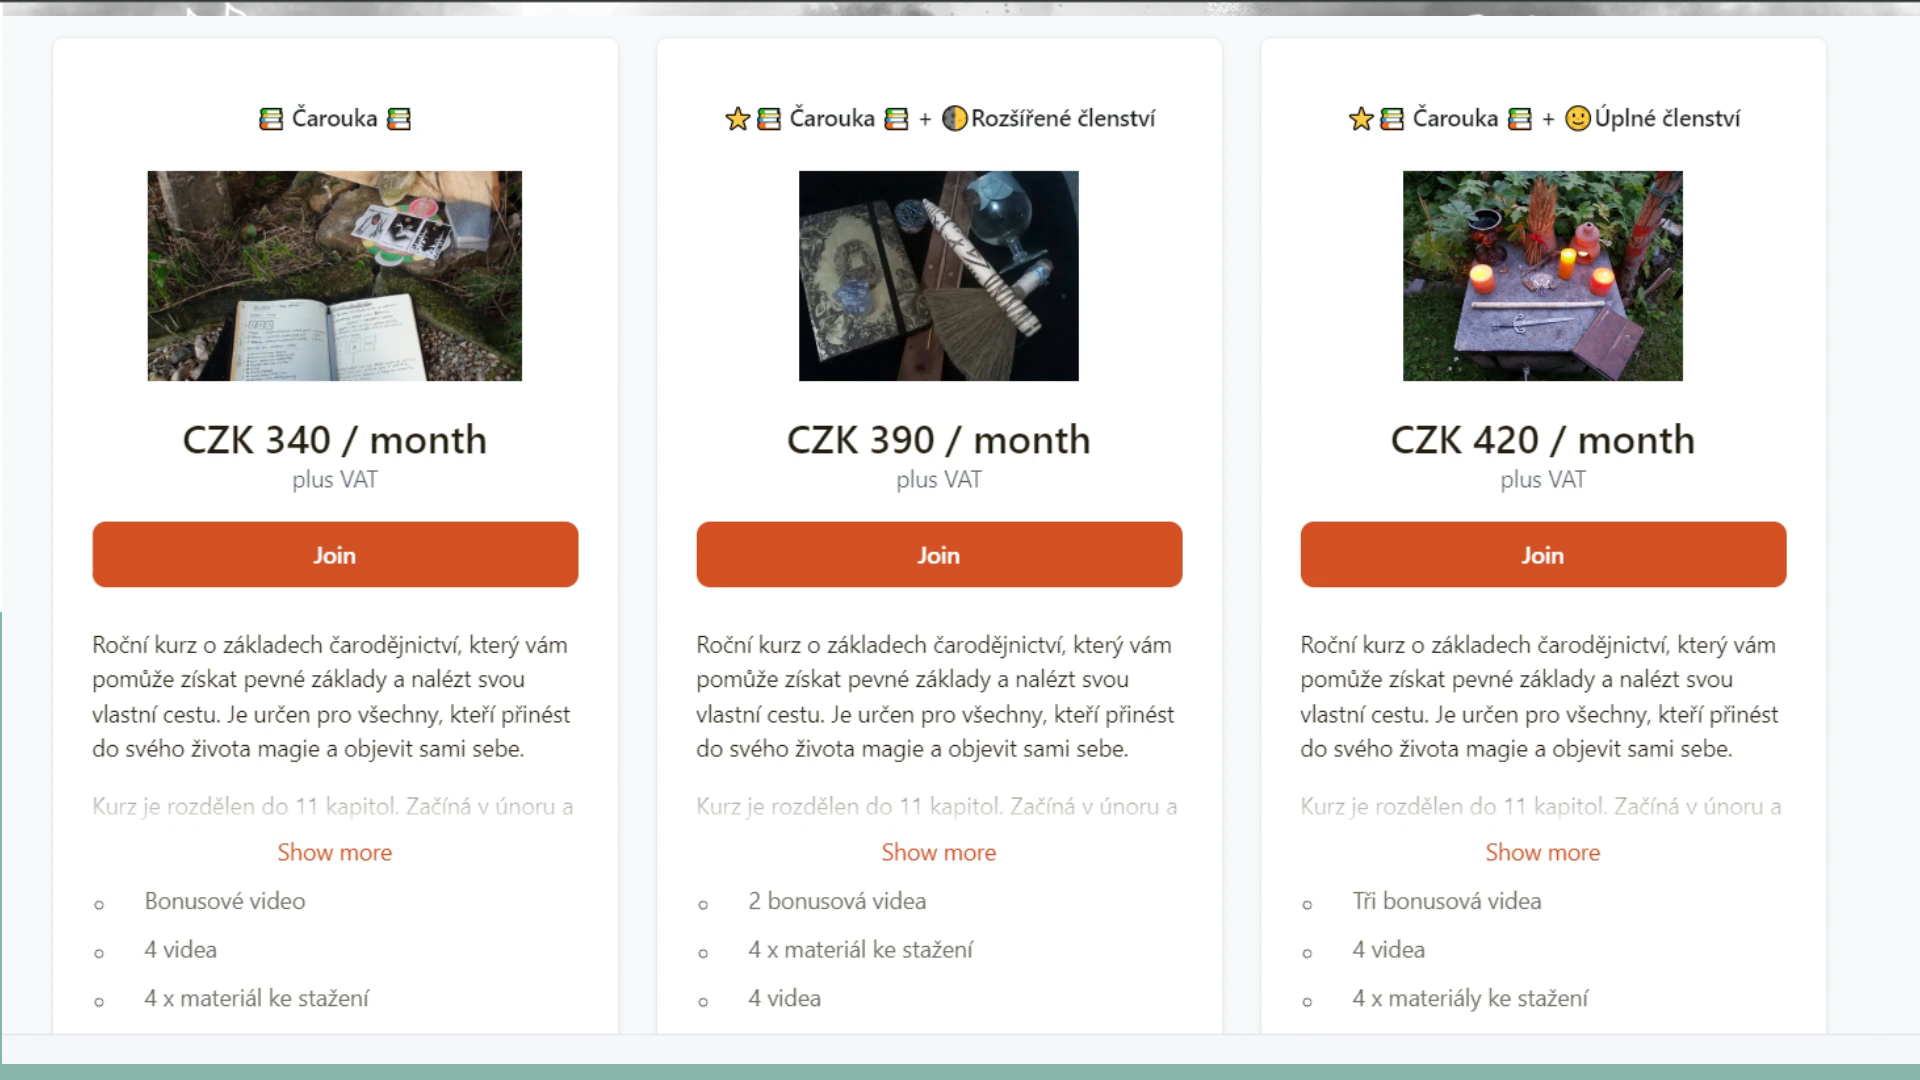 Čarouka
CZK 340 / month
plus VAT
Join
Roční kurz o základech čarodějnictví, který vám
pomůže získat pevné základy a nalézt svou
vlastní cestu. Je určen pro všechny, kteří přinést
do svého života magie a objevit sami sebe.
Kurz je rozdělen do 11 kapitol. Začíná v únoru a
Show more
Bonusové video
4 videa
4 x materiál ke stažení
Čarouka + Rozšířené členství
CZK 390 / month
plus VAT
Join
Roční kurz o základech čarodějnictví, který vám
pomůže získat pevné základy a nalézt svou
vlastní cestu. Je určen pro všechny, kteří přinést
do svého života magie a objevit sami sebe.
Kurz je rozdělen do 11 kapitol. Začíná v únoru a
Show more
2 bonusová videa
4 x materiál ke stažení
4 videa
Čarouka + Úplné členství
CZK 420 / month
plus VAT
Join
Roční kurz o základech čarodějnictví, který vám
pomůže získat pevné základy a nalézt svou
vlastní cestu. Je určen pro všechny, kteří přinést
do svého života magie a objevit sami sebe.
Kurz je rozdělen do 11 kapitol. Začíná v únoru a
Show more
Tři bonusová videa
4 videa
4 x materiály ke stažení